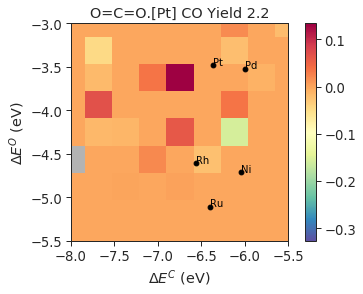 O=C=O.[Pt] CO Yield 2.2
−3.0
−3.5
−4.0
−4.5
−5.0
−5.5
ΔE^O (eV)
Pt
Pd
Rh
Ni
Ru
−8.0 −7.5 −7.0 −6.5 −6.0 −5.5
ΔE^C (eV)
0.1
0.0
−0.1
−0.2
−0.3